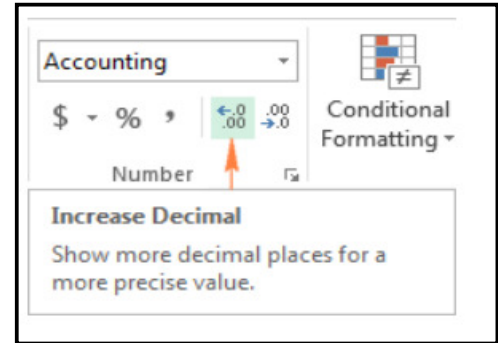 Accounting
$ % , ←.0 .00 .00 →.0
Conditional
Formatting
Number
Increase Decimal
Show more decimal places for a
more precise value.